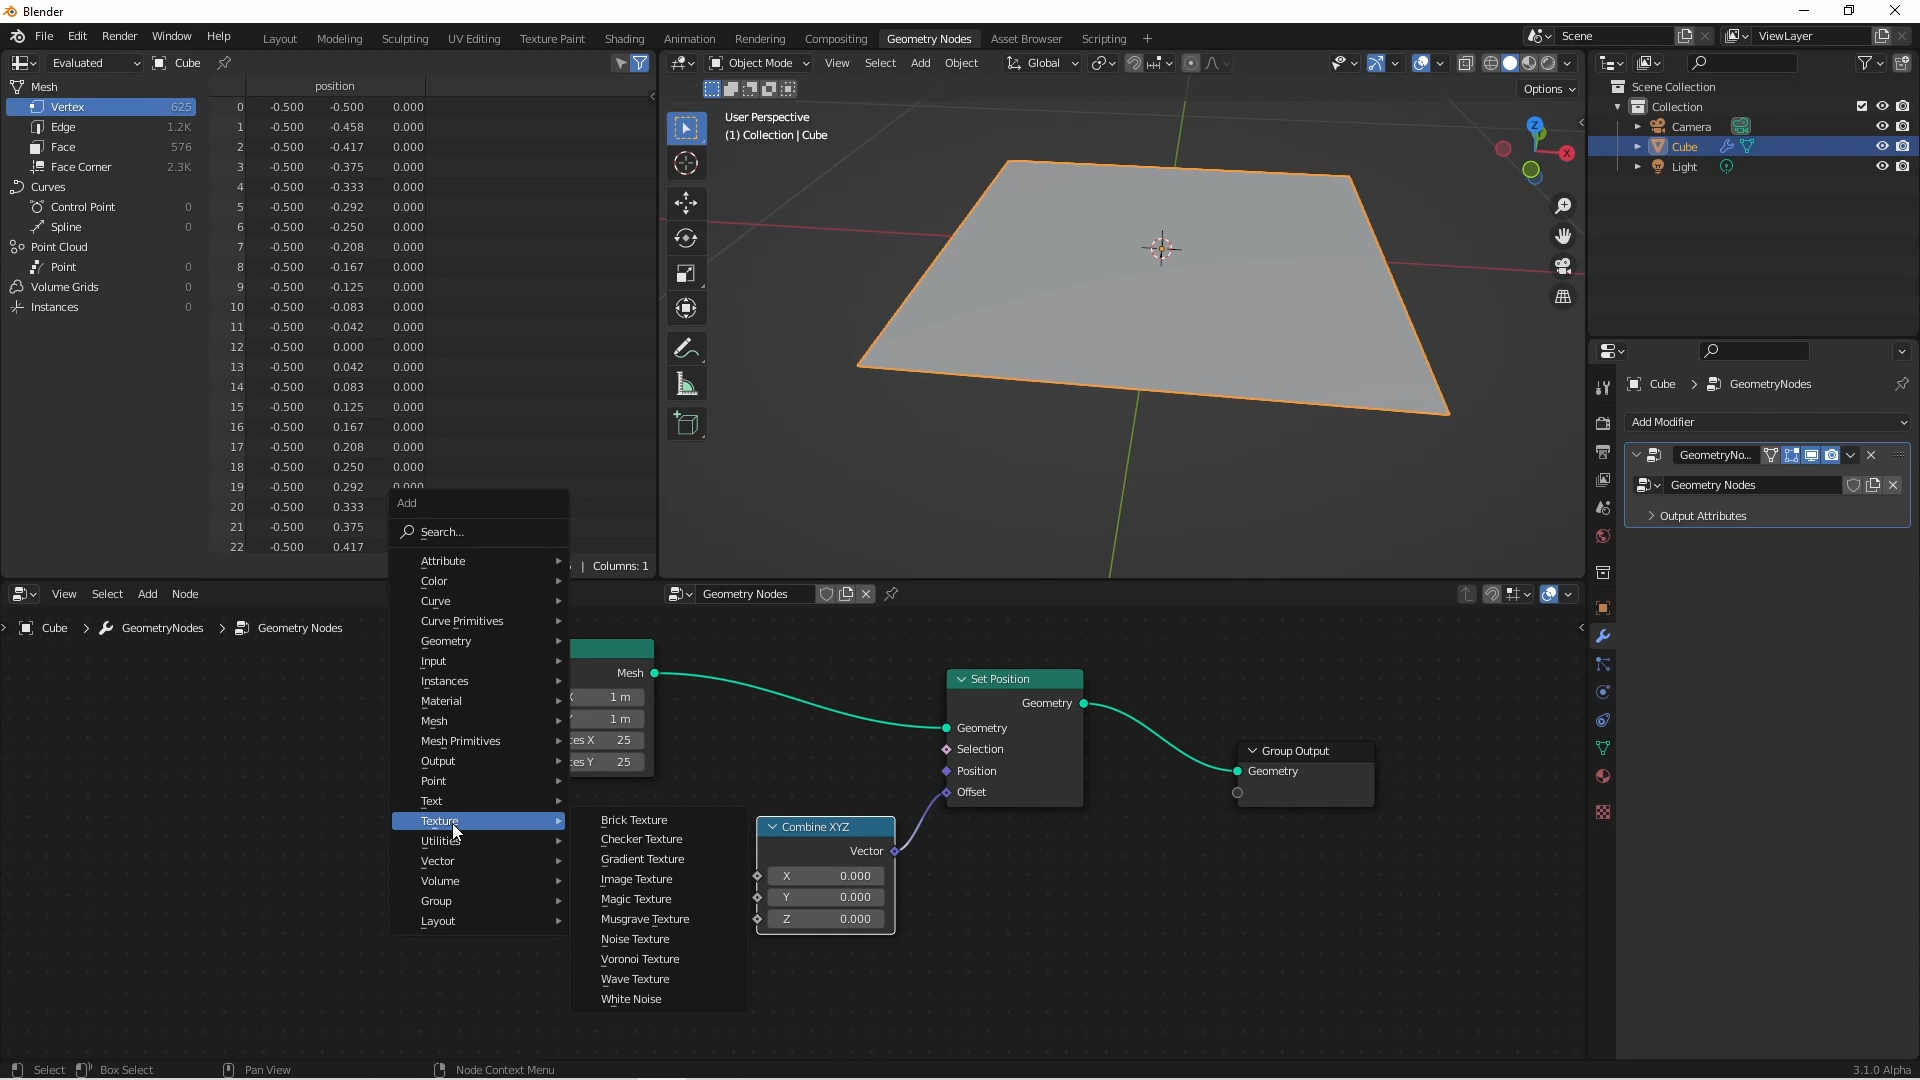 Blender
File Edit Render Window Help
Layout Modeling Sculpting UV Editing Texture Paint Shading Animation Rendering Compositing Geometry Nodes Asset Browser Scripting +
Scene
ViewLayer
Evaluated Cube
Mesh
Vertex 625
Edge 1.2K
Face 576
Face Corner 2.3K
Curves
Control Point 0
Spline 0
Point Cloud
Point 0
Volume Grids 0
Instances 0
position
0 -0.500 -0.500 0.000
1 -0.500 -0.458 0.000
2 -0.500 -0.417 0.000
3 -0.500 -0.375 0.000
4 -0.500 -0.333 0.000
5 -0.500 -0.292 0.000
6 -0.500 -0.250 0.000
7 -0.500 -0.208 0.000
8 -0.500 -0.167 0.000
9 -0.500 -0.125 0.000
10 -0.500 -0.083 0.000
11 -0.500 -0.042 0.000
12 -0.500 0.000 0.000
13 -0.500 0.042 0.000
14 -0.500 0.083 0.000
15 -0.500 0.125 0.000
16 -0.500 0.167 0.000
17 -0.500 0.208 0.000
18 -0.500 0.250 0.000
19 -0.500 0.292 0.000
20 -0.500 0.333
21 -0.500 0.375
22 -0.500 0.417
| Columns: 1
Object Mode View Select Add Object Global
Options
User Perspective
(1) Collection | Cube
Z
X
Scene Collection
Collection
Camera
Cube
Light
Cube > GeometryNodes
Add Modifier
GeometryNo...
Geometry Nodes
Output Attributes
View Select Add Node
Geometry Nodes
Cube > GeometryNodes > Geometry Nodes
Add
Search...
Attribute
Color
Curve
Curve Primitives
Geometry
Input
Instances
Material
Mesh
Mesh Primitives
Output
Point
Text
Texture
Utilities
Vector
Volume
Group
Layout
Brick Texture
Checker Texture
Gradient Texture
Image Texture
Magic Texture
Musgrave Texture
Noise Texture
Voronoi Texture
Wave Texture
White Noise
Mesh
1 m
1 m
ces X 25
ces Y 25
Combine XYZ
Vector
X 0.000
Y 0.000
Z 0.000
Set Position
Geometry
Geometry
Selection
Position
Offset
Group Output
Geometry
Select Box Select Pan View Node Context Menu
3.1.0 Alpha